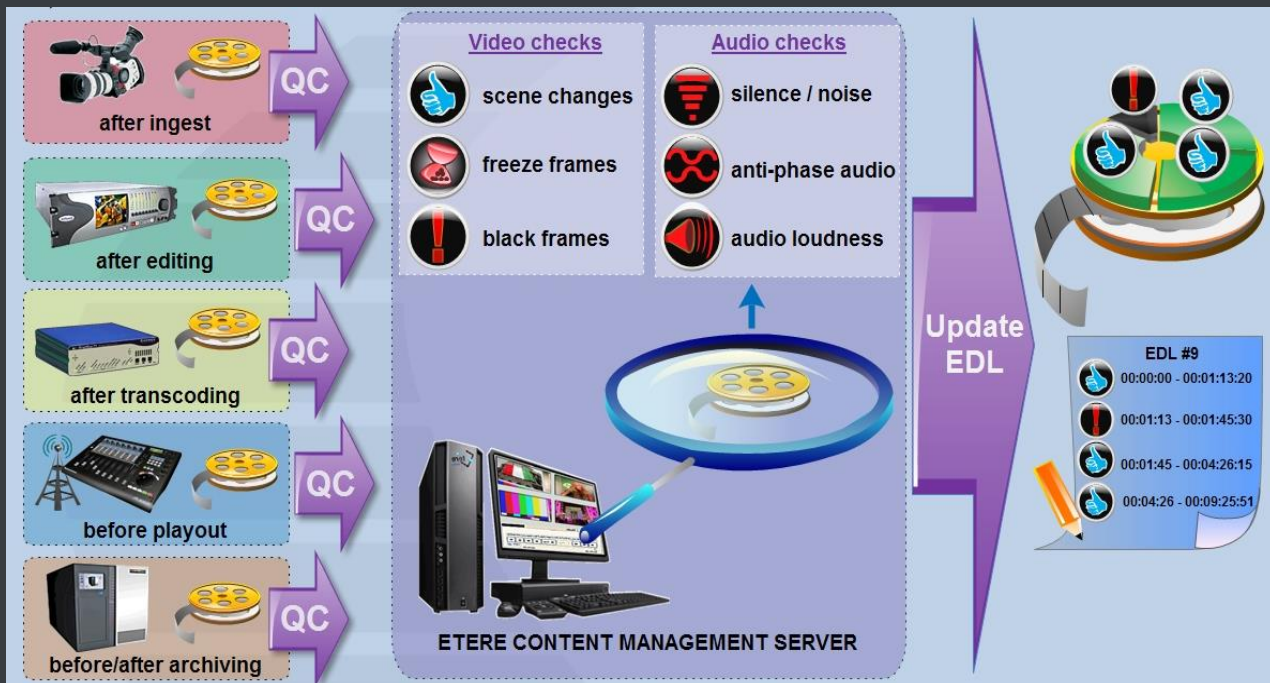 after ingest
QC
after editing
QC
after transcoding
QC
before playout
QC
before/after archiving
QC
Video checks
scene changes
freeze frames
black frames
Audio checks
silence / noise
anti-phase audio
audio loudness
ETERE CONTENT MANAGEMENT SERVER
Update
EDL
EDL #9
00:00:00 - 00:01:13:20
00:01:13 - 00:01:45:30
00:01:45 - 00:04:26:15
00:04:26 - 00:09:25:51